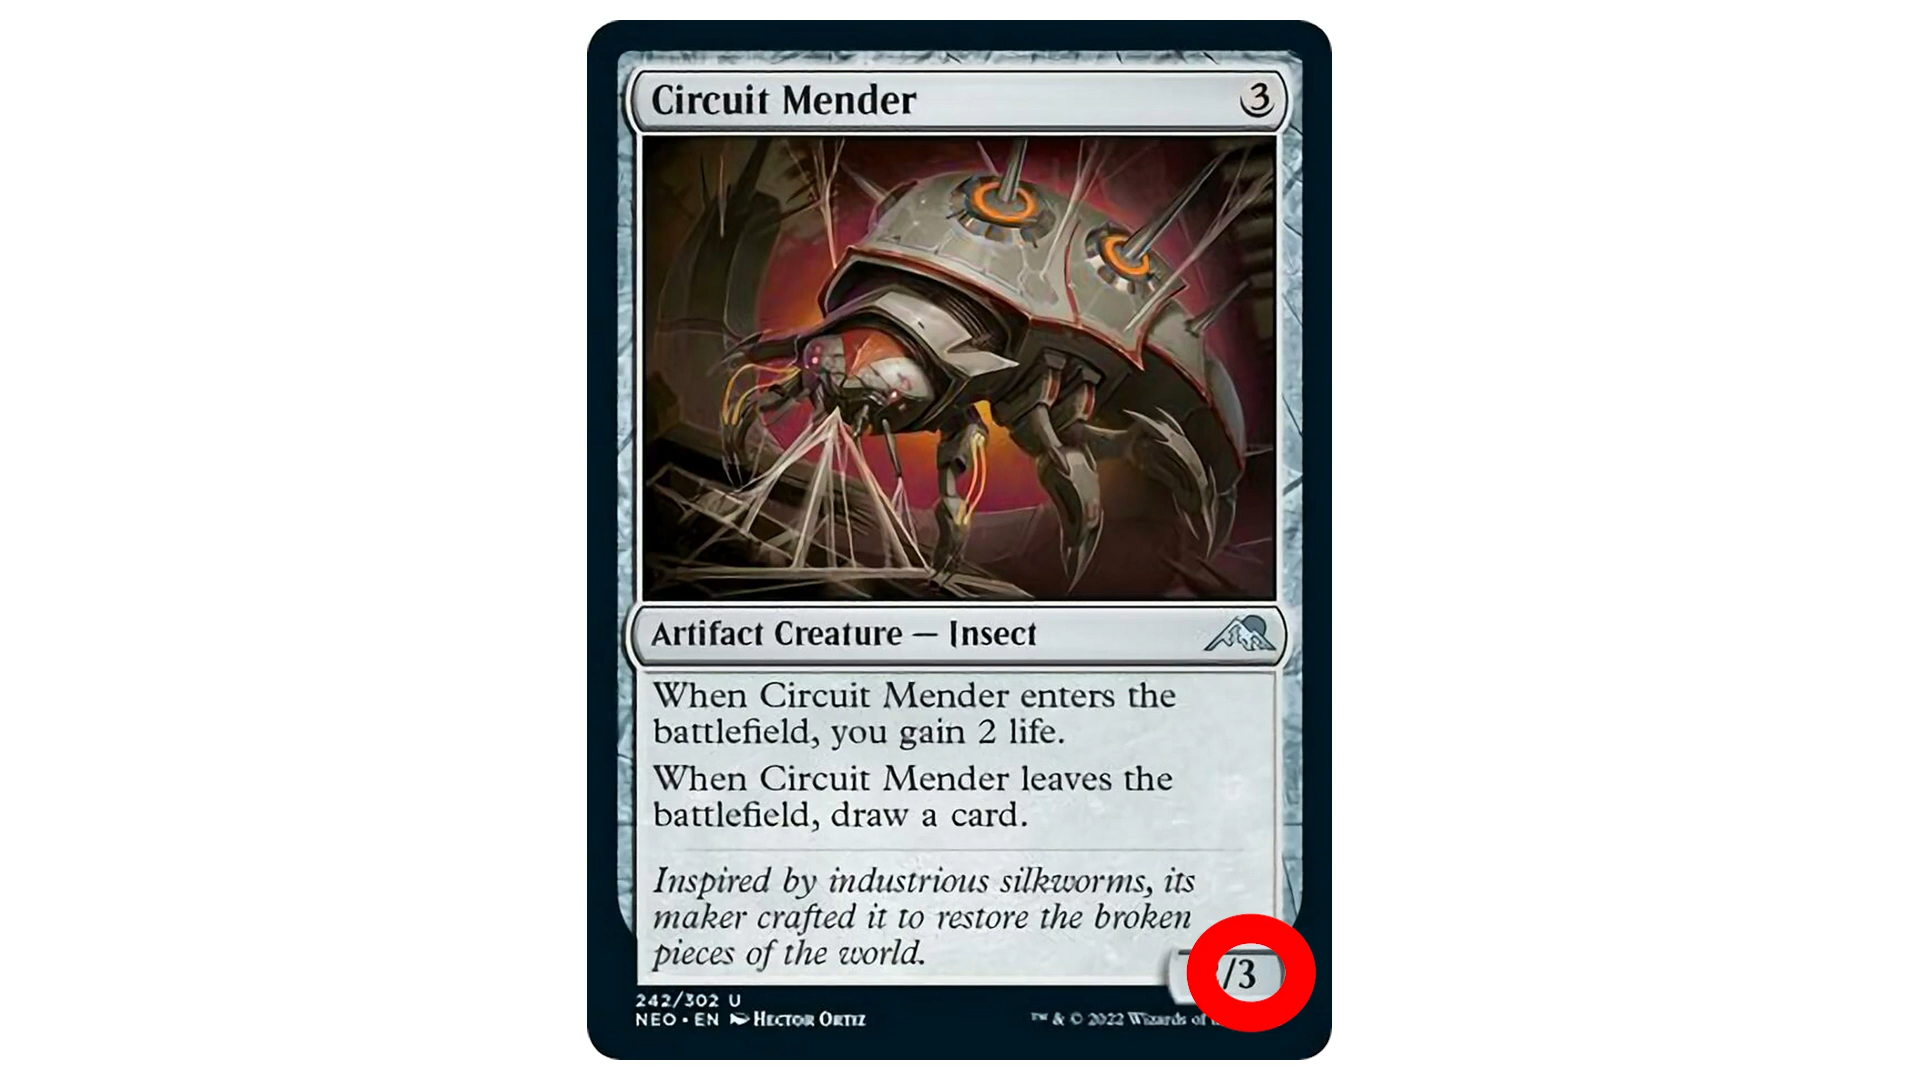 Circuit Mender 3
Artifact Creature — Insect
When Circuit Mender enters the
battlefield, you gain 2 life.
When Circuit Mender leaves the
battlefield, draw a card.
Inspired by industrious silkworms, its
maker crafted it to restore the broken
pieces of the world.
/3
242/302 U
NEO • EN Hector Ortiz
™ & © 2022 Wizards of